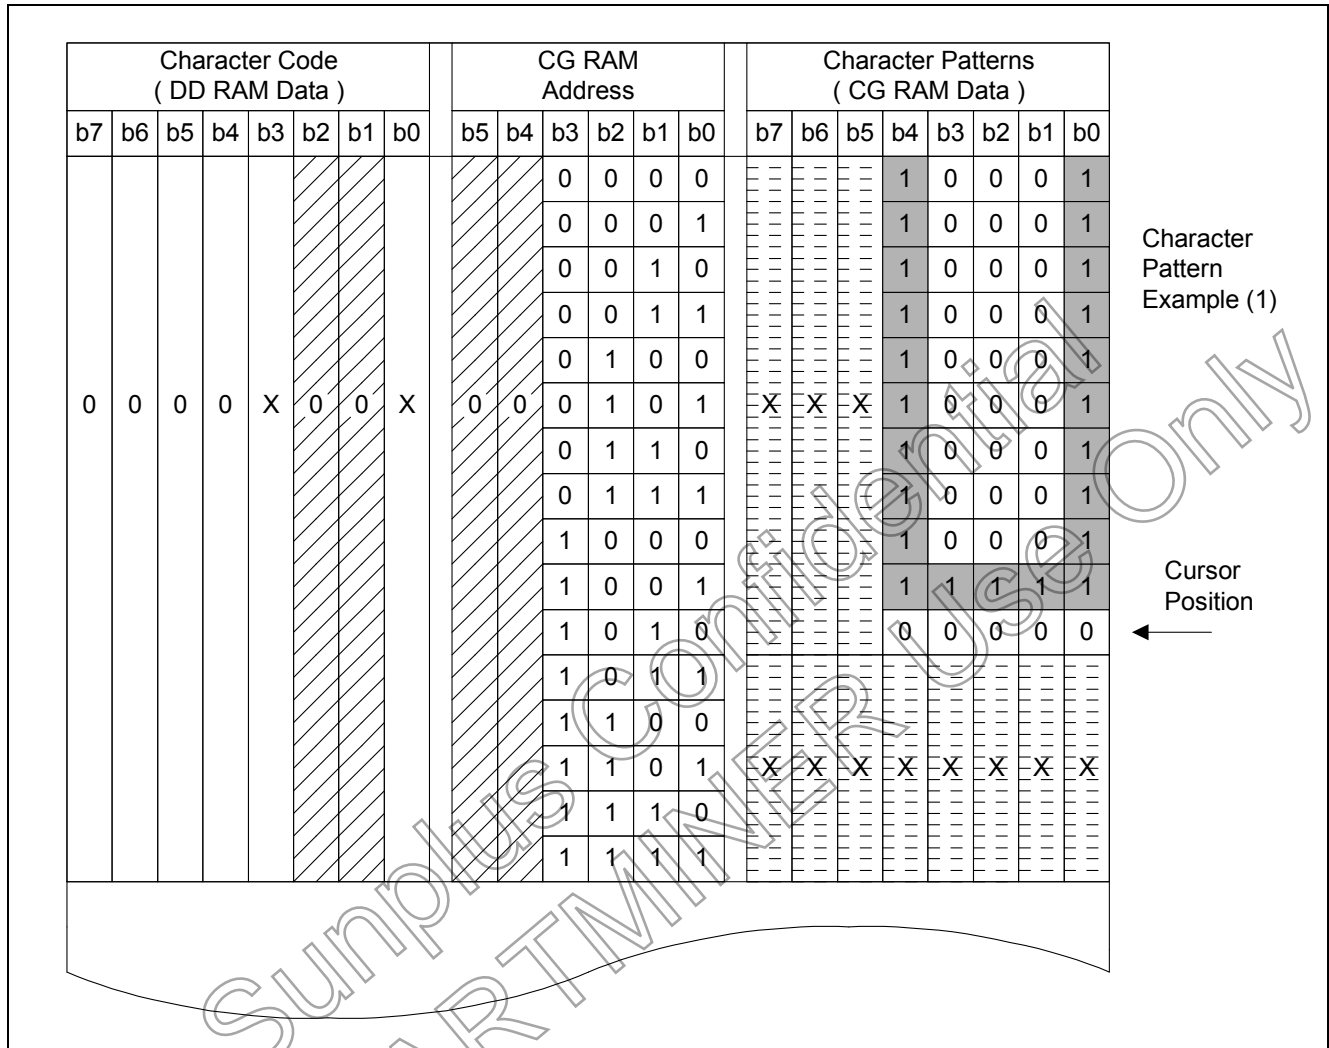 Character Code CG RAM Character Patterns
( DD RAM Data ) Address ( CG RAM Data )
b7 b6 b5 b4 b3 b2 b1 b0 b5 b4 b3 b2 b1 b0 b7 b6 b5 b4 b3 b2 b1 b0
0 0 0 0 1 0 0 0 1
0 0 0 1 1 0 0 0 1
Character
0 0 1 0 1 0 0 0 1
Pattern
Example (1)
0 0 1 1 1 0 0 0 1
0 1 0 0 1 0 0 0 1
0 0 0 0 X 0 0 X 0 0 0 1 0 1 X X X 1 0 0 0 1
0 1 1 0 1 0 0 0 1
0 1 1 1 1 0 0 0 1
1 0 0 0 1 0 0 0 1
1 0 0 1 1 1 1 1 1
Cursor
Position
1 0 1 0 0 0 0 0 0
1 0 1 1
1 1 0 0
1 1 0 1 X X X X X X X X
1 1 1 0
1 1 1 1
Sunplus Confidential
ARTMINER Use Only